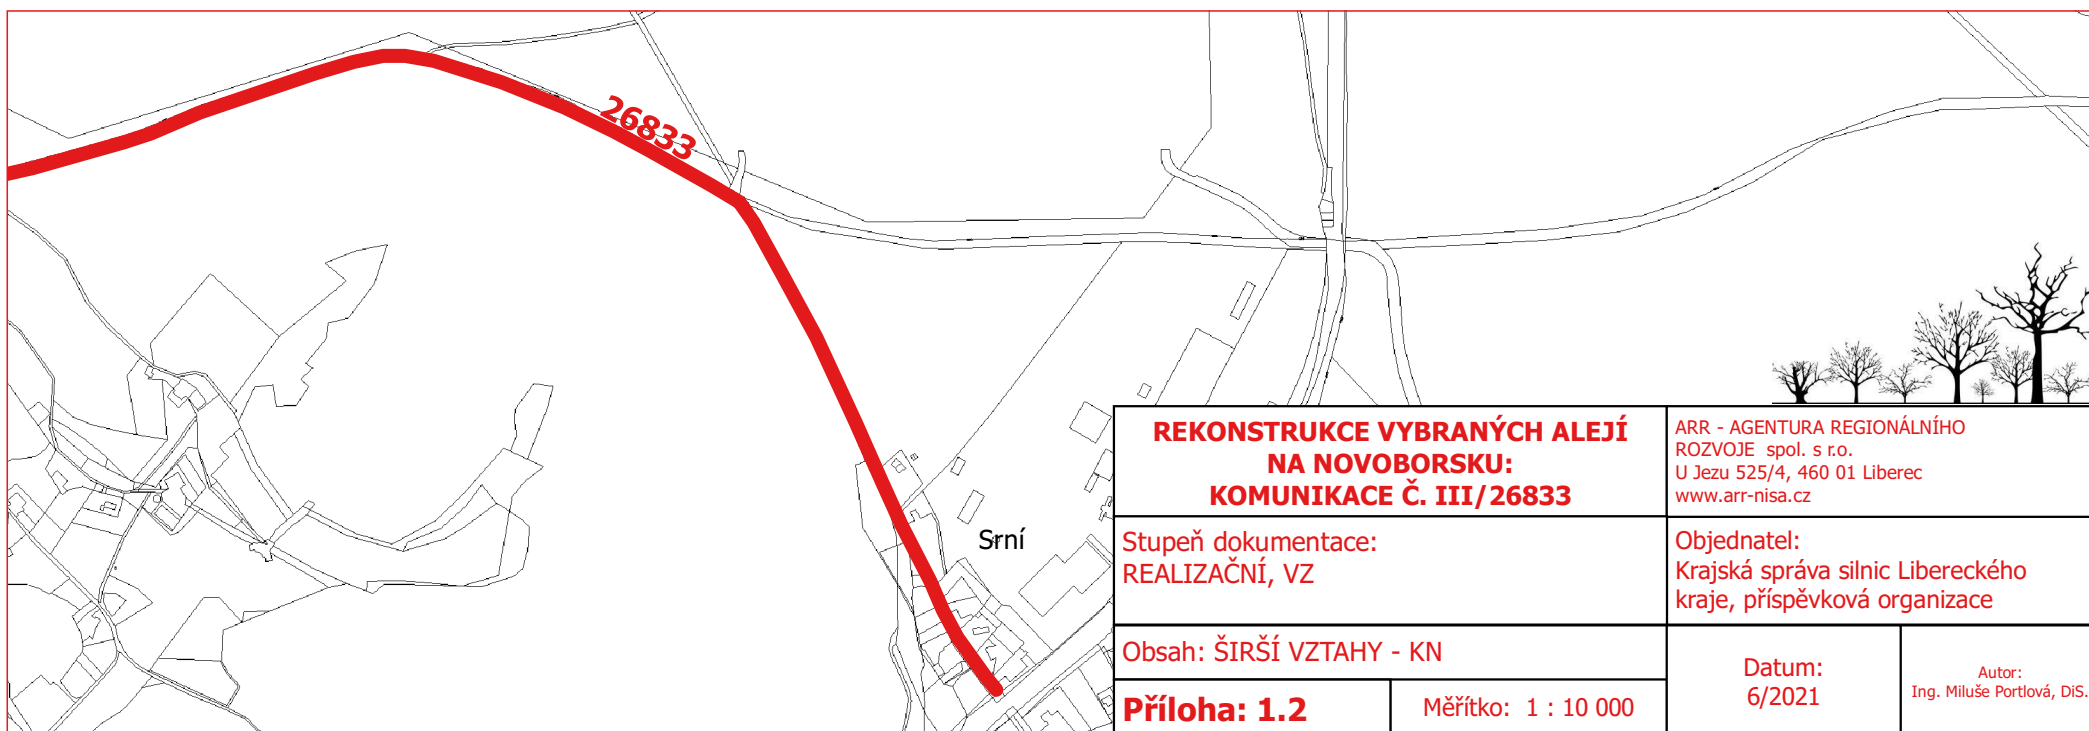 26833
Srní
REKONSTRUKCE VYBRANÝCH ALEJÍ
NA NOVOBORSKU:
KOMUNIKACE Č. III/26833
ARR - AGENTURA REGIONÁLNÍHO
ROZVOJE spol. s r.o.
U Jezu 525/4, 460 01 Liberec
www.arr-nisa.cz
Stupeň dokumentace:
REALIZAČNÍ, VZ
Objednatel:
Krajská správa silnic Libereckého
kraje, příspěvková organizace
Obsah: ŠIRŠÍ VZTAHY - KN
Příloha: 1.2
Měřítko: 1 : 10 000
Datum:
6/2021
Autor:
Ing. Miluše Portlová, DiS.